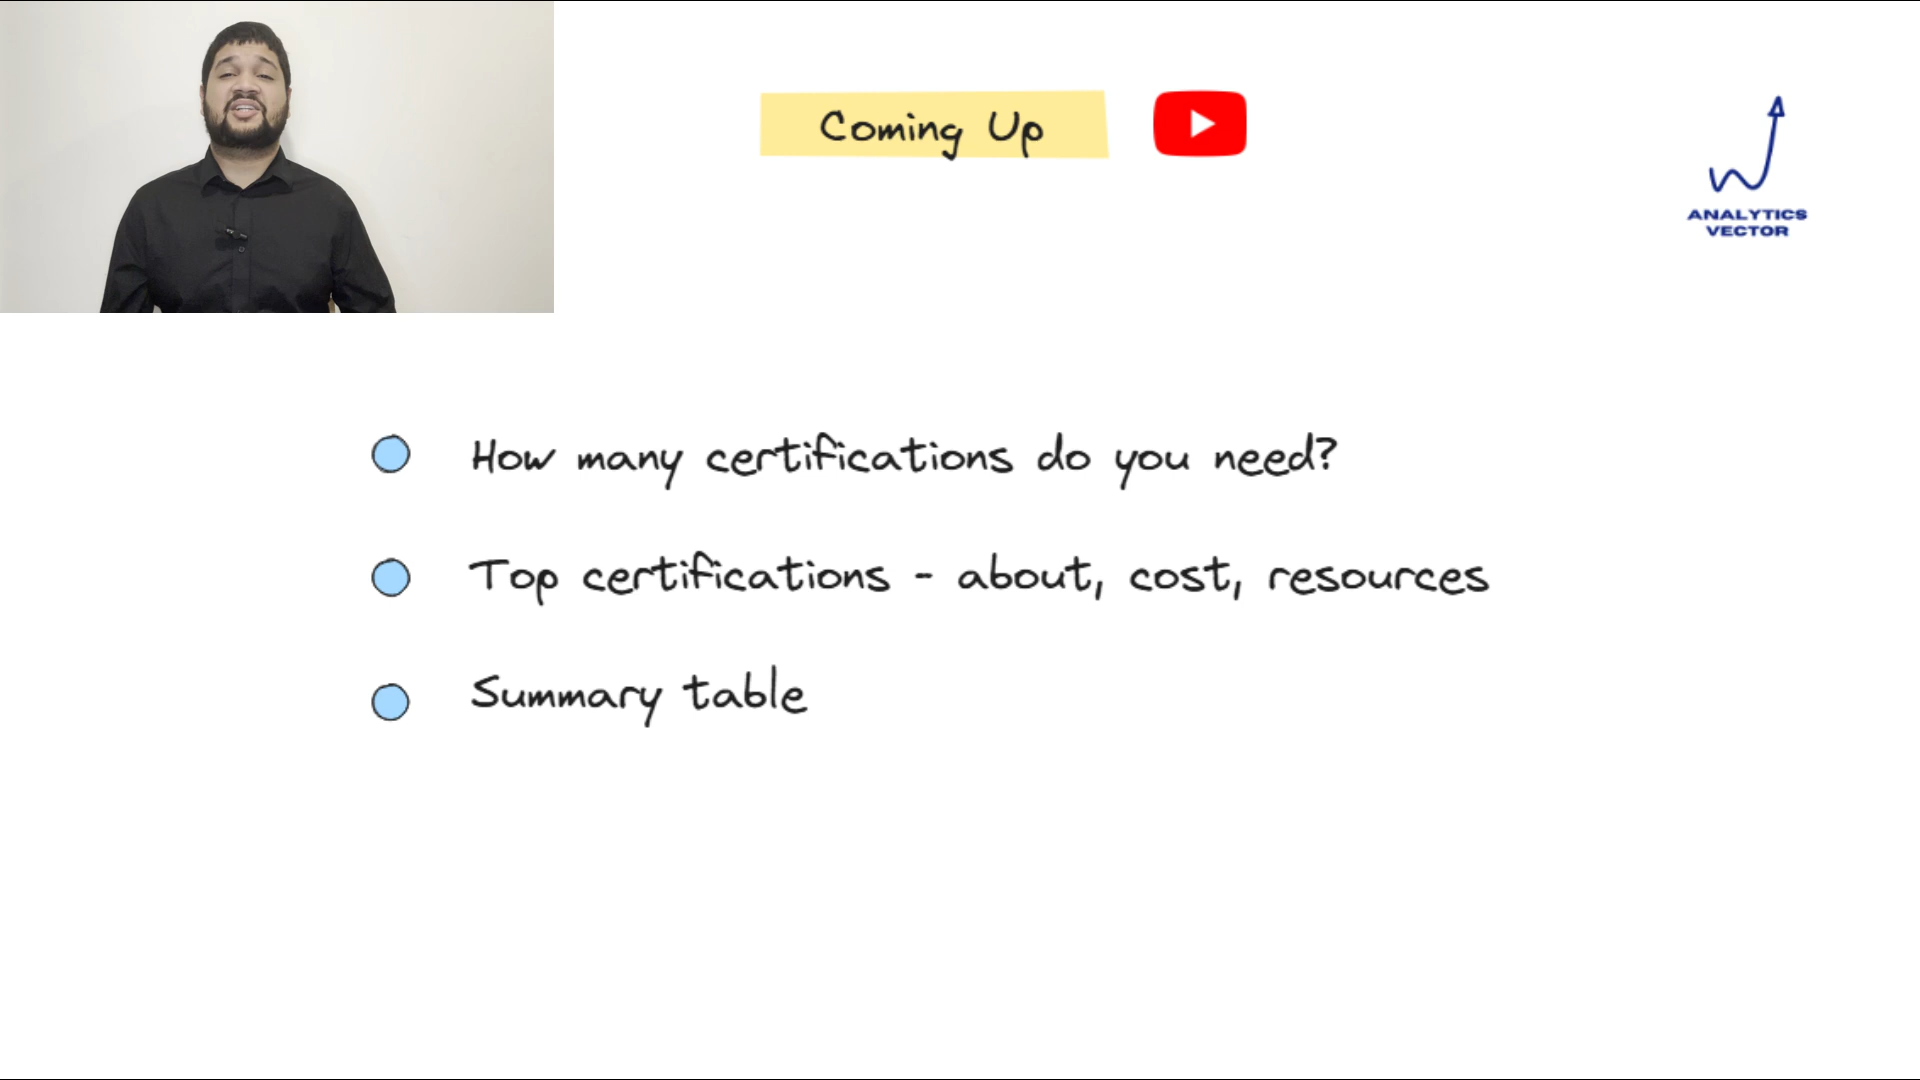 Coming Up
ANALYTICS
VECTOR
How many certifications do you need?
Top certifications - about, cost, resources
Summary table